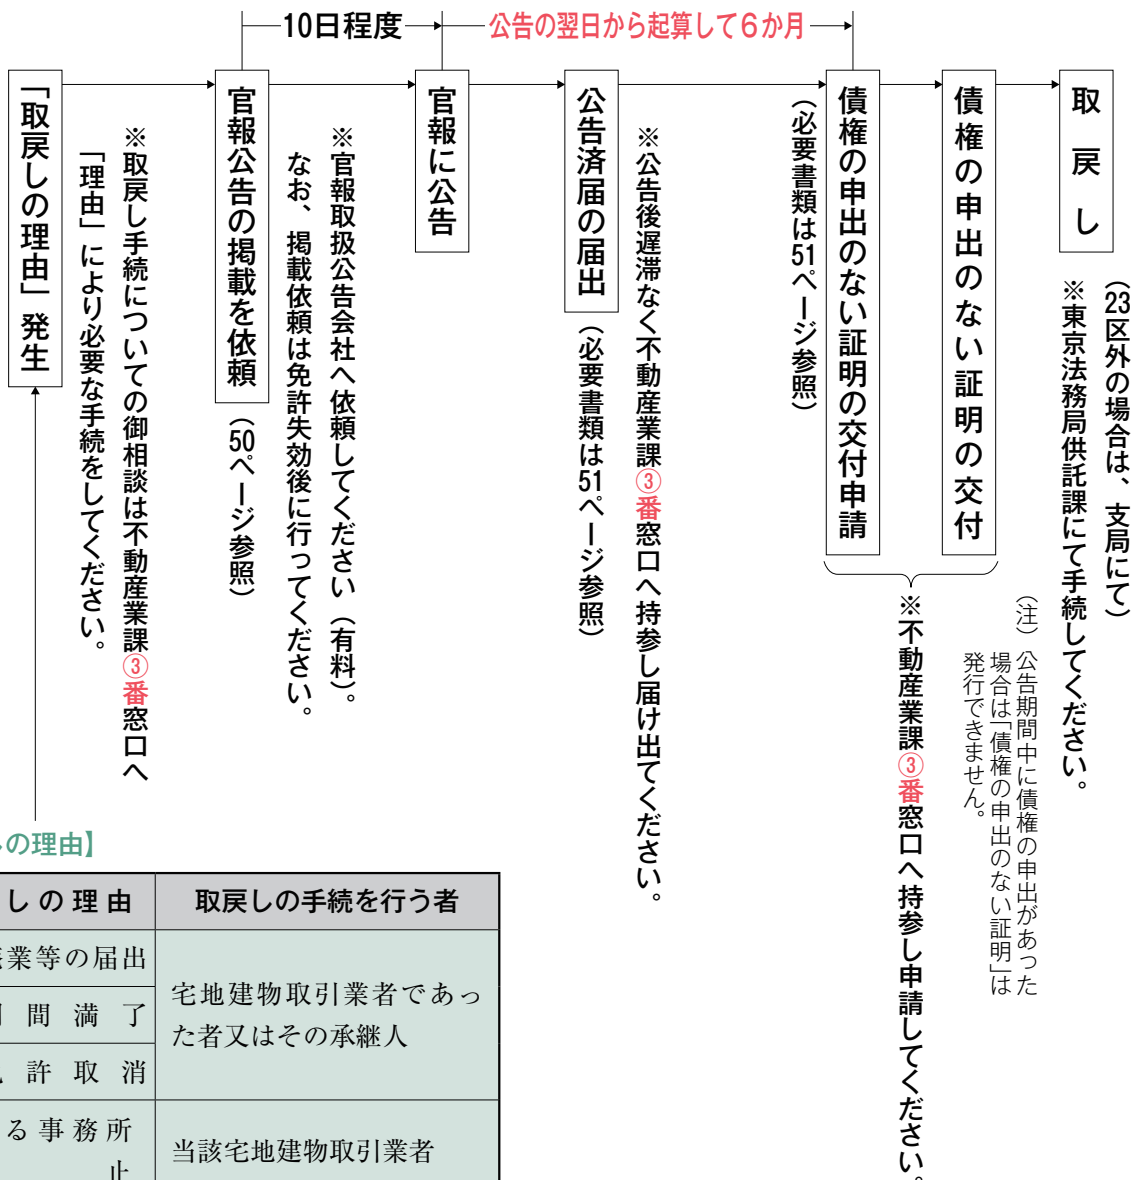 10日程度
公告の翌日から起算して６か月
「取戻しの理由」発生
※取戻し手続についての御相談は不動産業課③番窓口へ
「理由」により必要な手続をしてください。
官報公告の掲載を依頼
（50ページ参照）
※官報取扱公告会社へ依頼してください（有料）。
なお、掲載依頼は免許失効後に行ってください。
官報に公告
公告済届の届出
（必要書類は51ページ参照）
※公告後遅滞なく不動産業課③番窓口へ持参し届け出てください。
債権の申出のない証明の交付申請
（必要書類は51ページ参照）
債権の申出のない証明の交付
※不動産業課③番窓口へ持参し申請してください。
（注）公告期間中に債権の申出があった
場合は「債権の申出のない証明」は
発行できません。
取戻し
※東京法務局供託課にて手続してください。
（23区外の場合は、支局にて）
の理由】
しの理由
取戻しの手続を行う者
業等の届出
間満了
許取消
宅地建物取引業者であっ
た者又はその承継人
る事務所
止
当該宅地建物取引業者